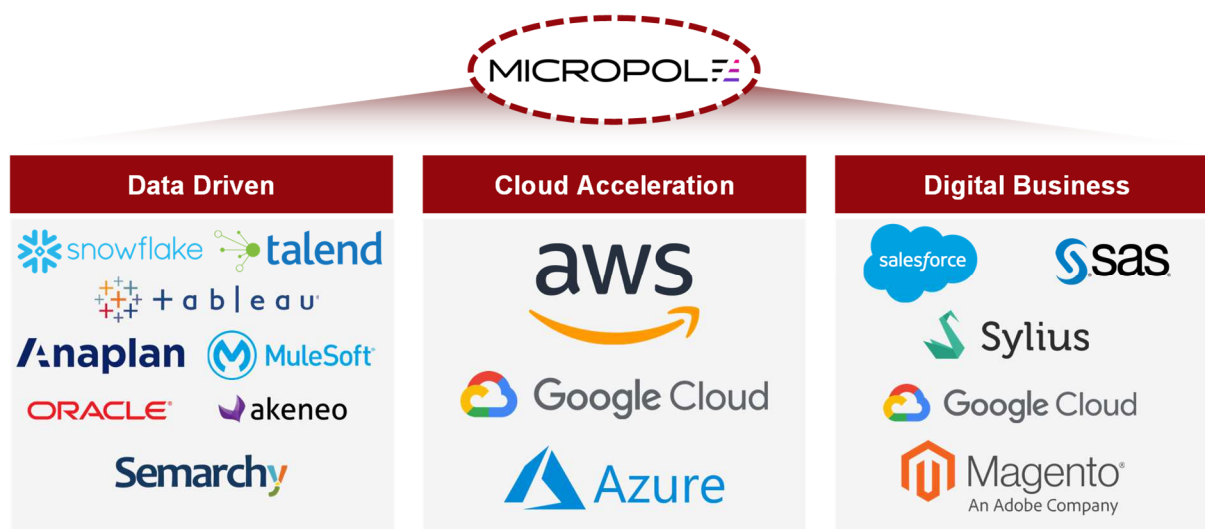 MICROPOLE
Data Driven
snowflake
talend
+ a b | e a u
Anaplan
MuleSoft
ORACLE
akeneo
Semarchy
Cloud Acceleration
aws
Google Cloud
Azure
Digital Business
salesforce
sas
Sylius
Google Cloud
Magento
An Adobe Company